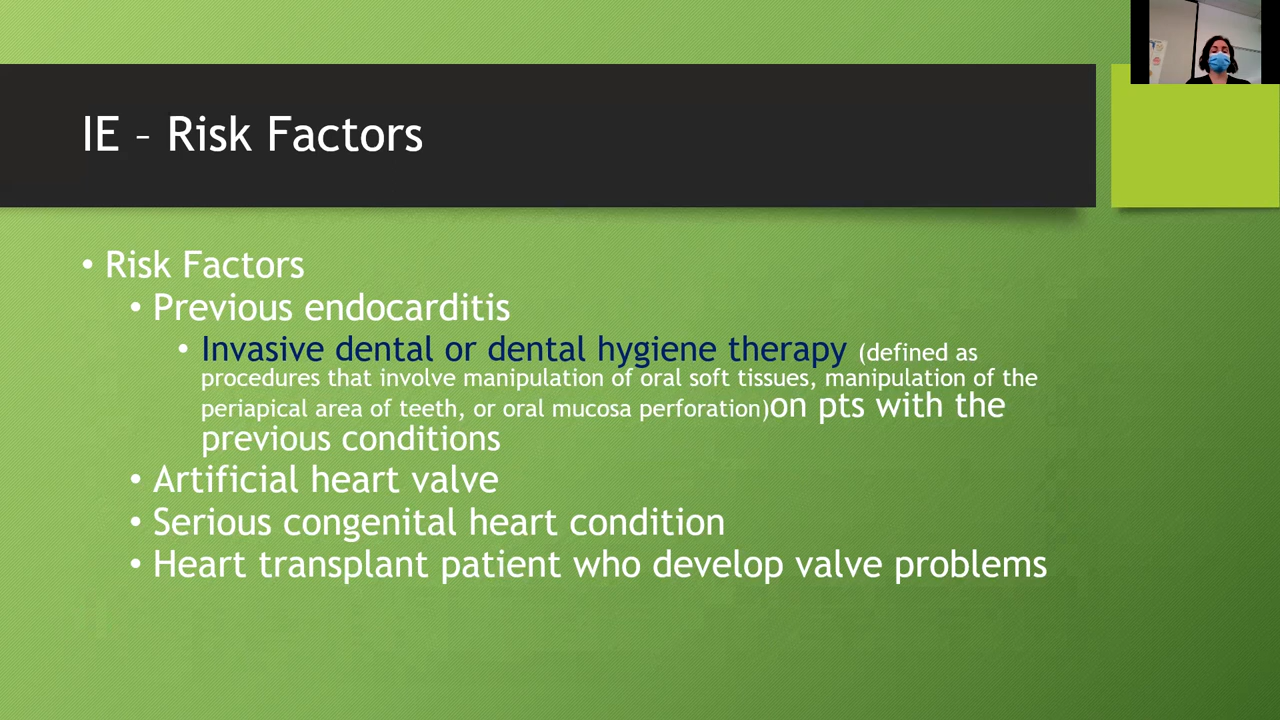 IE – Risk Factors
• Risk Factors
• Previous endocarditis
• Invasive dental or dental hygiene therapy (defined as
procedures that involve manipulation of oral soft tissues, manipulation of the
periapical area of teeth, or oral mucosa perforation)on pts with the
previous conditions
• Artificial heart valve
• Serious congenital heart condition
• Heart transplant patient who develop valve problems